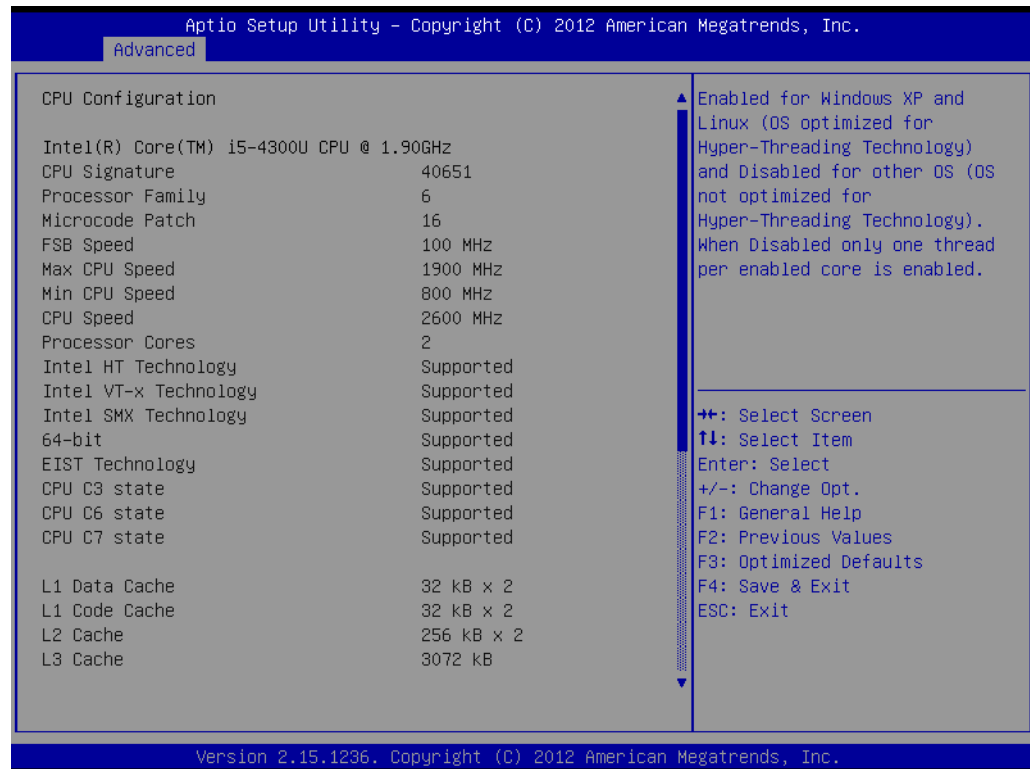 Aptio Setup Utility – Copyright (C) 2012 American Megatrends, Inc.
Advanced
CPU Configuration
Intel(R) Core(TM) i5-4300U CPU @ 1.90GHz
CPU Signature 40651
Processor Family 6
Microcode Patch 16
FSB Speed 100 MHz
Max CPU Speed 1900 MHz
Min CPU Speed 800 MHz
CPU Speed 2600 MHz
Processor Cores 2
Intel HT Technology Supported
Intel VT-x Technology Supported
Intel SMX Technology Supported
64-bit Supported
EIST Technology Supported
CPU C3 state Supported
CPU C6 state Supported
CPU C7 state Supported
L1 Data Cache 32 kB x 2
L1 Code Cache 32 kB x 2
L2 Cache 256 kB x 2
L3 Cache 3072 kB
Enabled for Windows XP and
Linux (OS optimized for
Hyper-Threading Technology)
and Disabled for other OS (OS
not optimized for
Hyper-Threading Technology).
When Disabled only one thread
per enabled core is enabled.
→←: Select Screen
↑↓: Select Item
Enter: Select
+/-: Change Opt.
F1: General Help
F2: Previous Values
F3: Optimized Defaults
F4: Save & Exit
ESC: Exit
Version 2.15.1236. Copyright (C) 2012 American Megatrends, Inc.